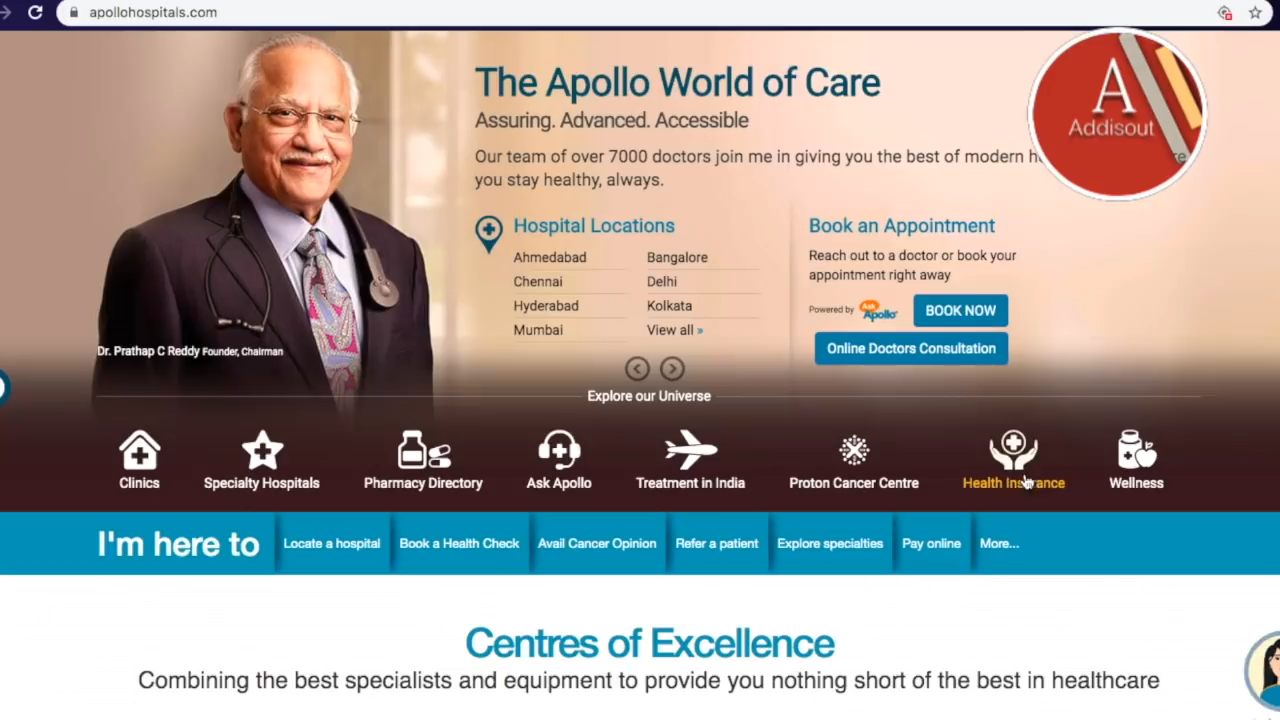 apollohospitals.com
The Apollo World of Care
Assuring. Advanced. Accessible
Our team of over 7000 doctors join me in giving you the best of modern
you stay healthy, always.
A
Addisout
Hospital Locations
Ahmedabad Bangalore
Chennai Delhi
Hyderabad Kolkata
Mumbai View all »
Book an Appointment
Reach out to a doctor or book your
appointment right away
Powered by Ask Apollo BOOK NOW
Online Doctors Consultation
Dr. Prathap C Reddy Founder, Chairman
Explore our Universe
Clinics Specialty Hospitals Pharmacy Directory Ask Apollo Treatment in India Proton Cancer Centre Health Insurance Wellness
I'm here to Locate a hospital Book a Health Check Avail Cancer Opinion Refer a patient Explore specialties Pay online More...
Centres of Excellence
Combining the best specialists and equipment to provide you nothing short of the best in healthcare